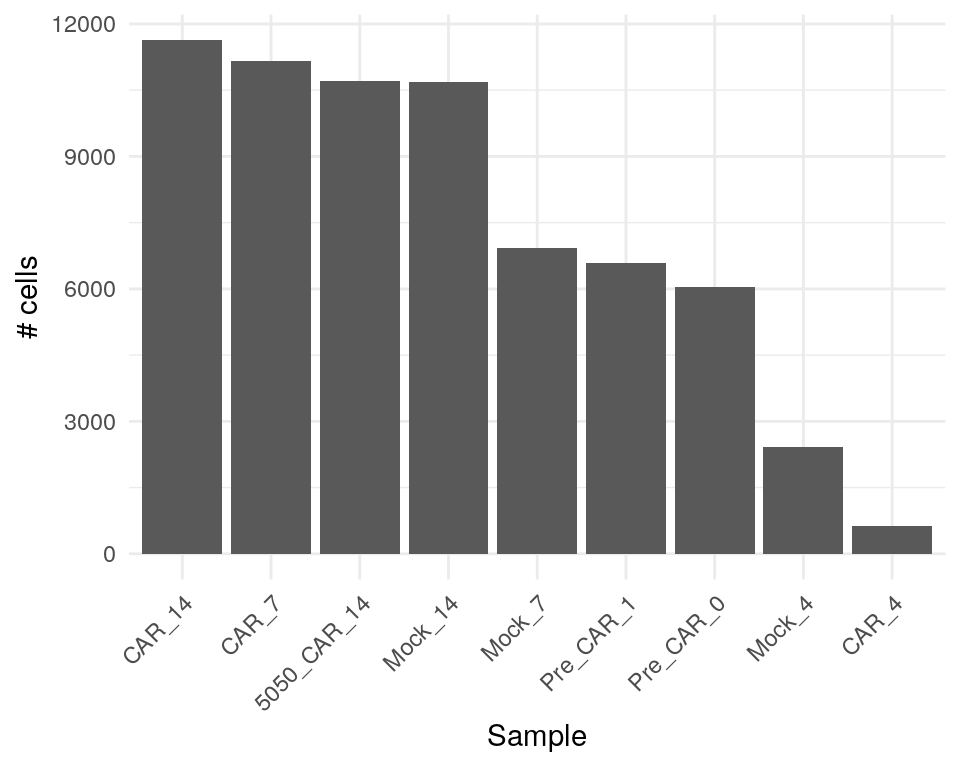 12000
9000
6000
3000
0
# cells
CAR_14
CAR_7
5050_CAR_14
Mock_14
Mock_7
Pre_CAR_1
Pre_CAR_0
Mock_4
CAR_4
Sample